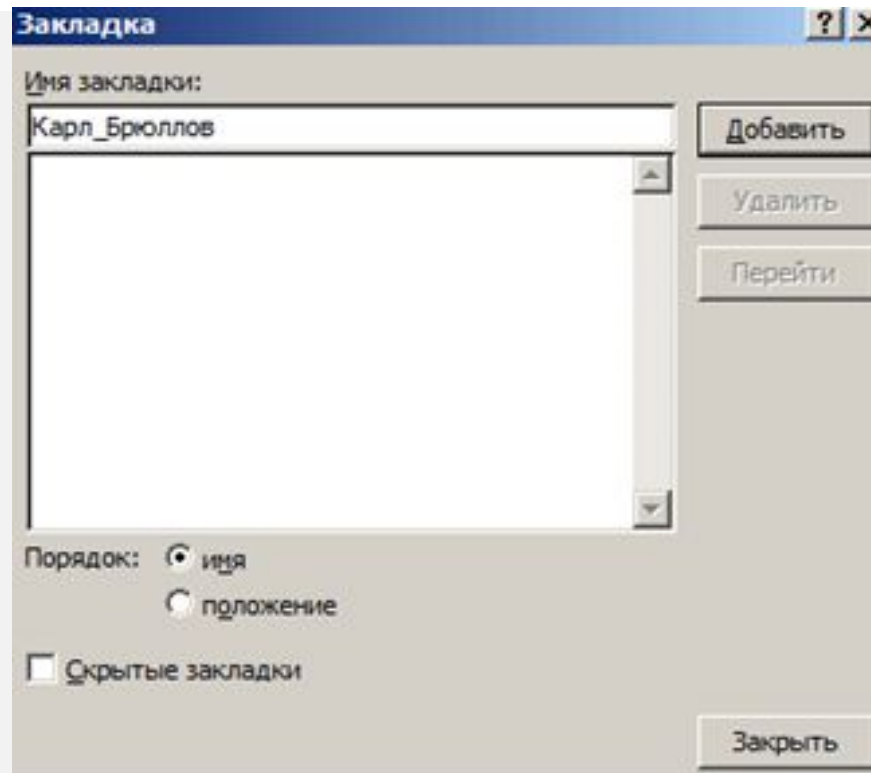 Закладка
Имя закладки:
Карл_Брюллов
Добавить
Удалить
Перейти
Порядок:
имя
положение
Скрытые закладки
Закрыть